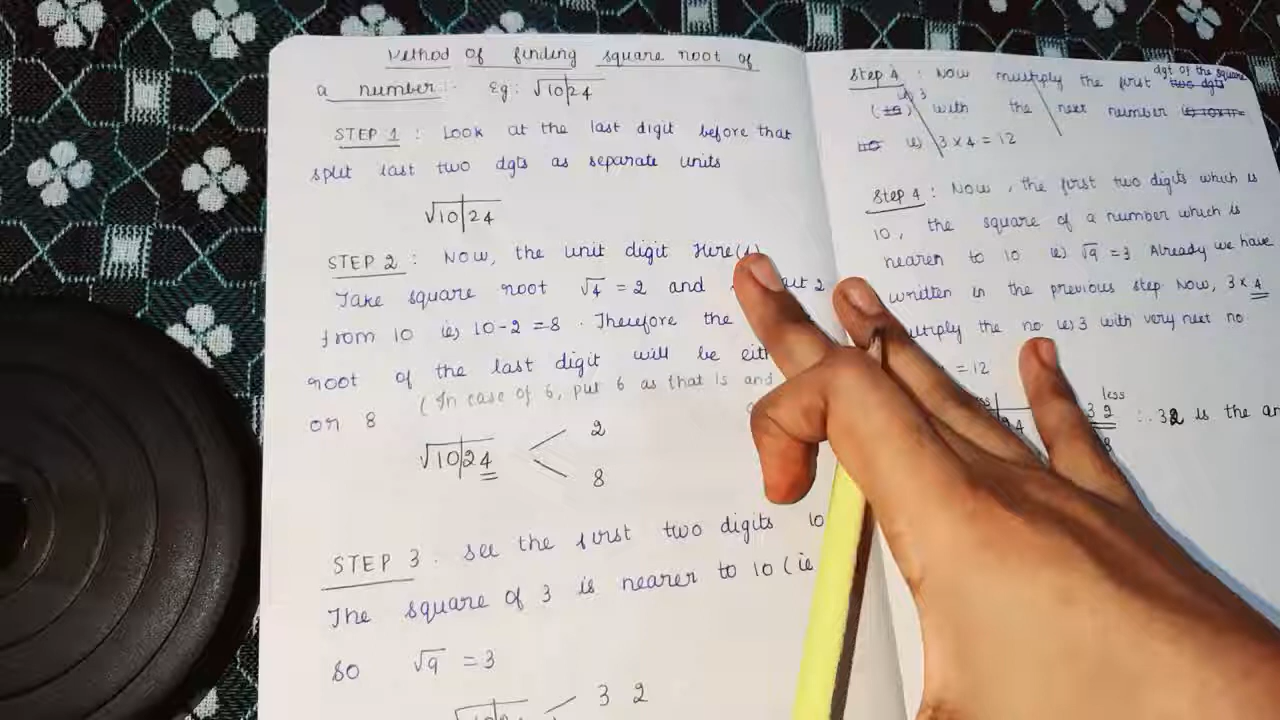 Method of finding square root of
a number:- Eg: √10|24
STEP 1 : Look at the last digit before that
split last two dgts as separate units
√10|24
STEP 2 : Now, the unit digit Here
Take square root √4 = 2 and
from 10 ie) 10-2 = 8. Therefore the
root of the last digit will be
or 8 (In case of 6, put 6 as that is and
√10|24 2
8
STEP 3. See the first two digits 10
The square of 3 is nearer to 10 (ie
So √9 = 3
3 2
Step 4 : Now multiply the first dgt of the square
ie) 3 with the next number
ie) 3 x 4 = 12
Step 4 : Now, the first two digits which is
10, the square of a number which is
nearer to 10 ie) √9 = 3 Already we have
written in the previous step Now, 3 x 4
the no ie) 3 with very next no
= 12
less
32 ∴ 32 is the